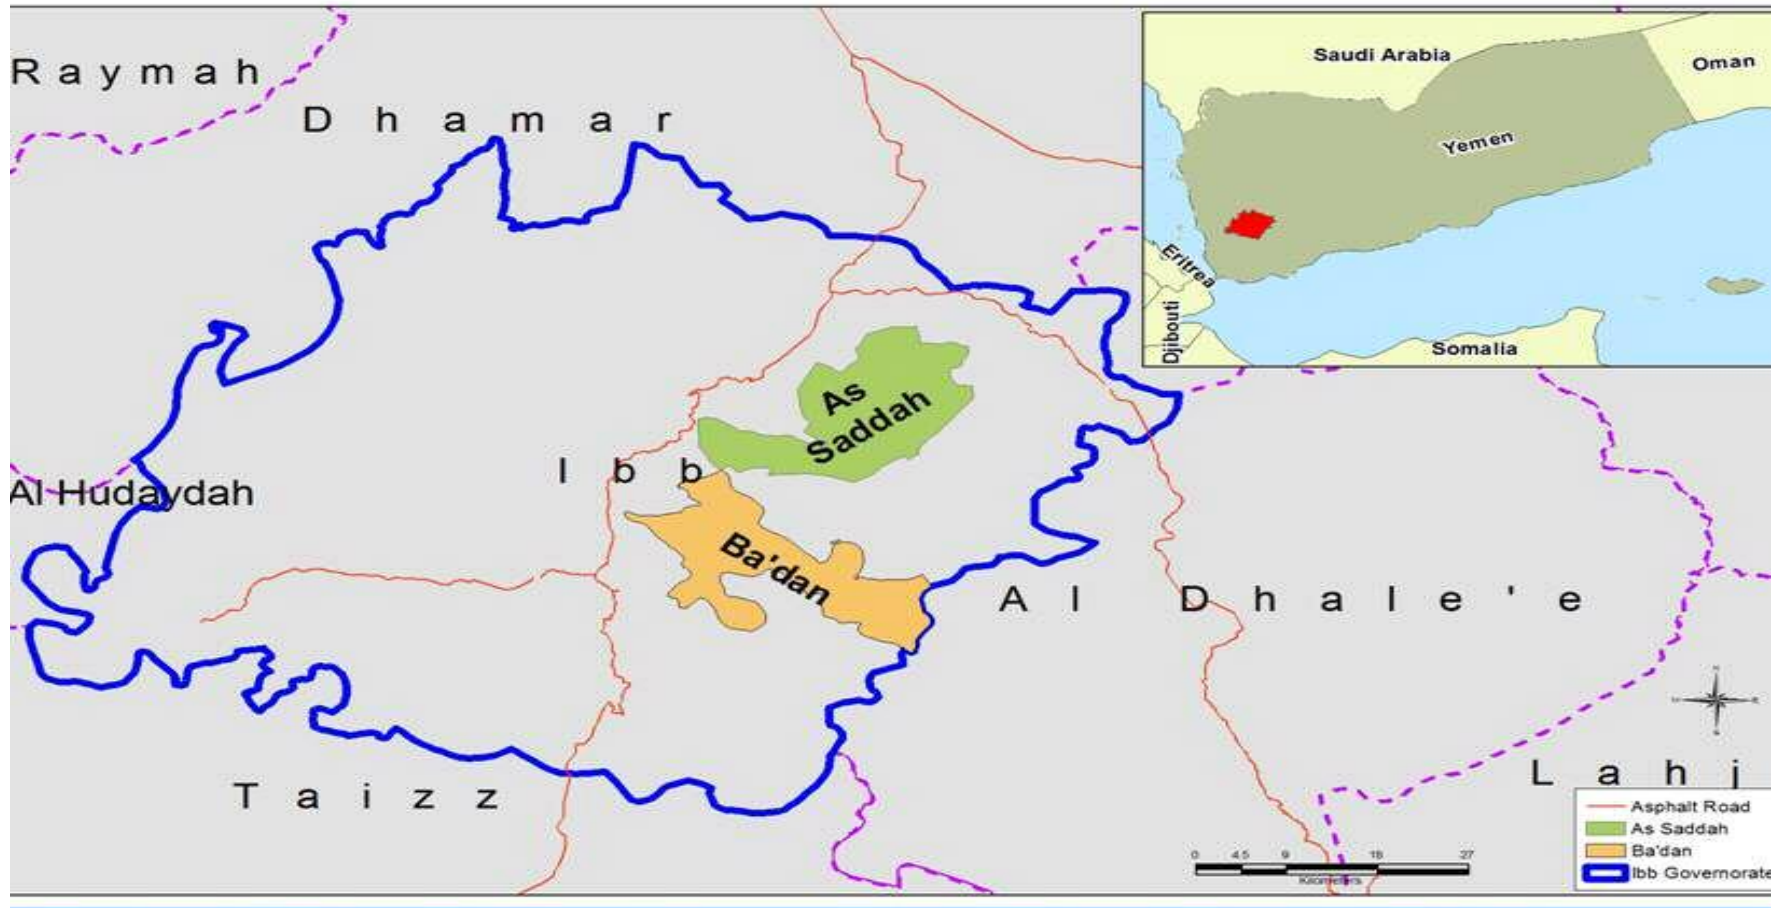 Raymah
Dhamar
Saudi Arabia
Oman
Yemen
Eritrea
Djibouti
Somalia
As
Saddah
Ibb
Al Hudaydah
Ba'dan
Al Dhale'e
Taizz
Lahj
Asphalt Road
As Saddah
Ba'dan
Ibb Governorate
0 4.5 9 18 27
Kilometers